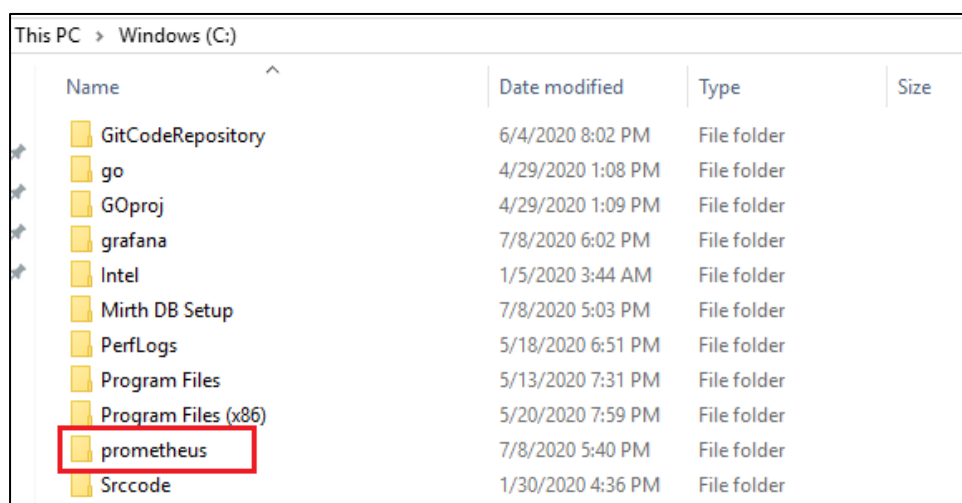 This PC > Windows (C:)
Name Date modified Type Size
GitCodeRepository 6/4/2020 8:02 PM File folder
go 4/29/2020 1:08 PM File folder
GOproj 4/29/2020 1:09 PM File folder
grafana 7/8/2020 6:02 PM File folder
Intel 1/5/2020 3:44 AM File folder
Mirth DB Setup 7/8/2020 5:03 PM File folder
PerfLogs 5/18/2020 6:51 PM File folder
Program Files 5/13/2020 7:31 PM File folder
Program Files (x86) 5/20/2020 7:59 PM File folder
prometheus 7/8/2020 5:40 PM File folder
Srccode 1/30/2020 4:36 PM File folder